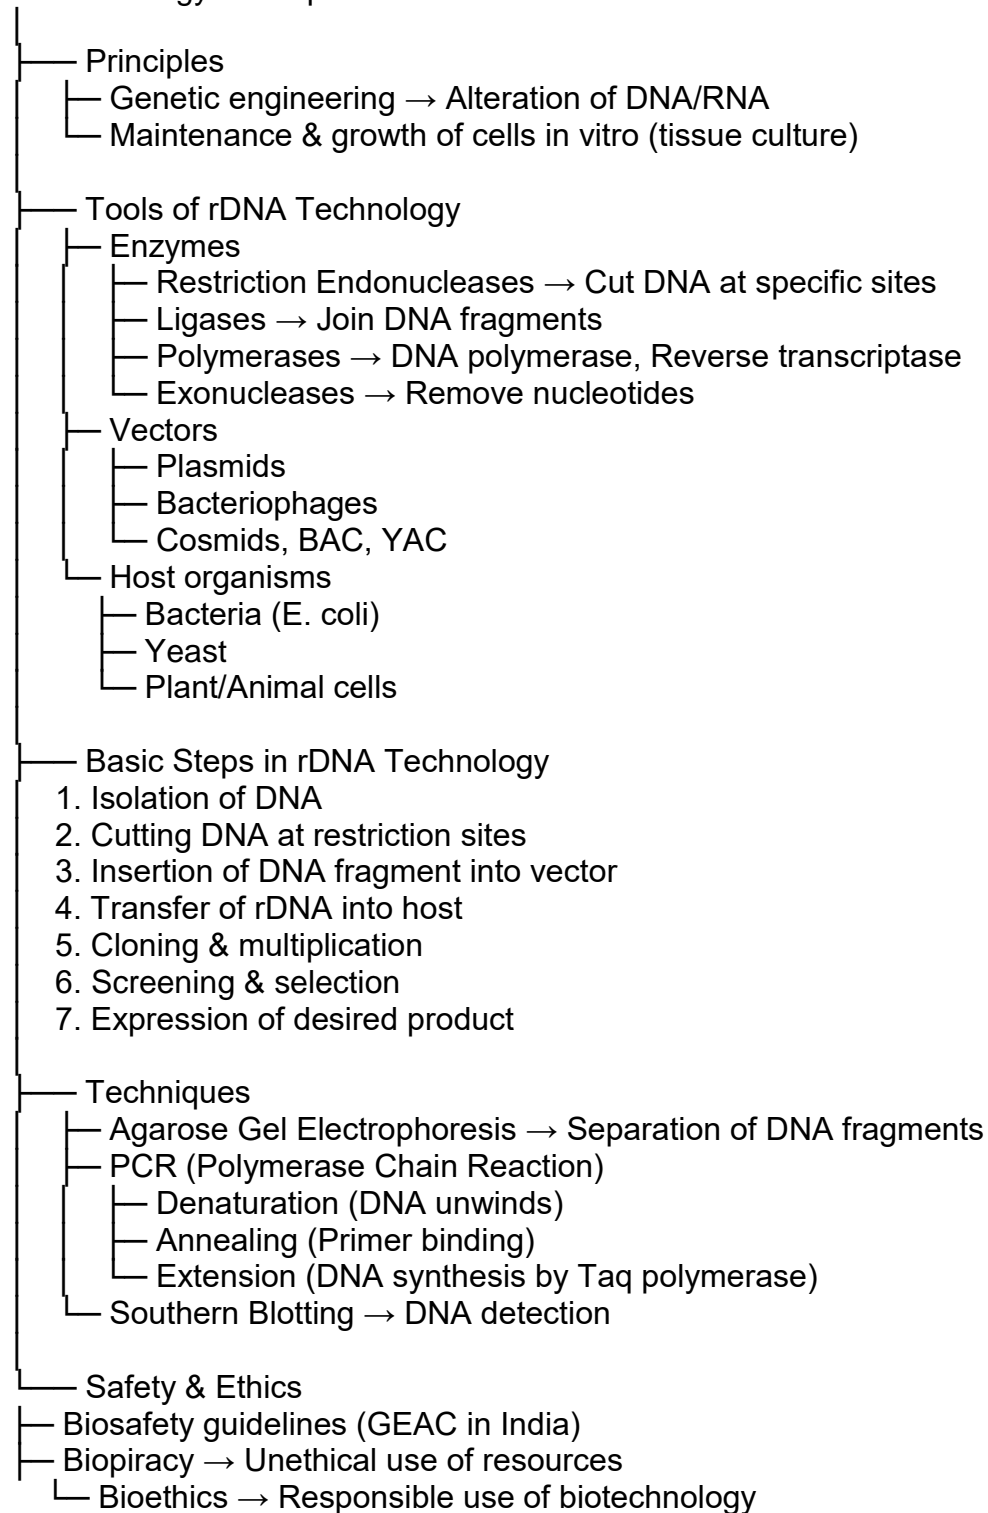 Principles
Genetic engineering → Alteration of DNA/RNA
Maintenance & growth of cells in vitro (tissue culture)
Tools of rDNA Technology
Enzymes
Restriction Endonucleases → Cut DNA at specific sites
Ligases → Join DNA fragments
Polymerases → DNA polymerase, Reverse transcriptase
Exonucleases → Remove nucleotides
Vectors
Plasmids
Bacteriophages
Cosmids, BAC, YAC
Host organisms
Bacteria (E. coli)
Yeast
Plant/Animal cells
Basic Steps in rDNA Technology
1. Isolation of DNA
2. Cutting DNA at restriction sites
3. Insertion of DNA fragment into vector
4. Transfer of rDNA into host
5. Cloning & multiplication
6. Screening & selection
7. Expression of desired product
Techniques
Agarose Gel Electrophoresis → Separation of DNA fragments
PCR (Polymerase Chain Reaction)
Denaturation (DNA unwinds)
Annealing (Primer binding)
Extension (DNA synthesis by Taq polymerase)
Southern Blotting → DNA detection
Safety & Ethics
Biosafety guidelines (GEAC in India)
Biopiracy → Unethical use of resources
Bioethics → Responsible use of biotechnology